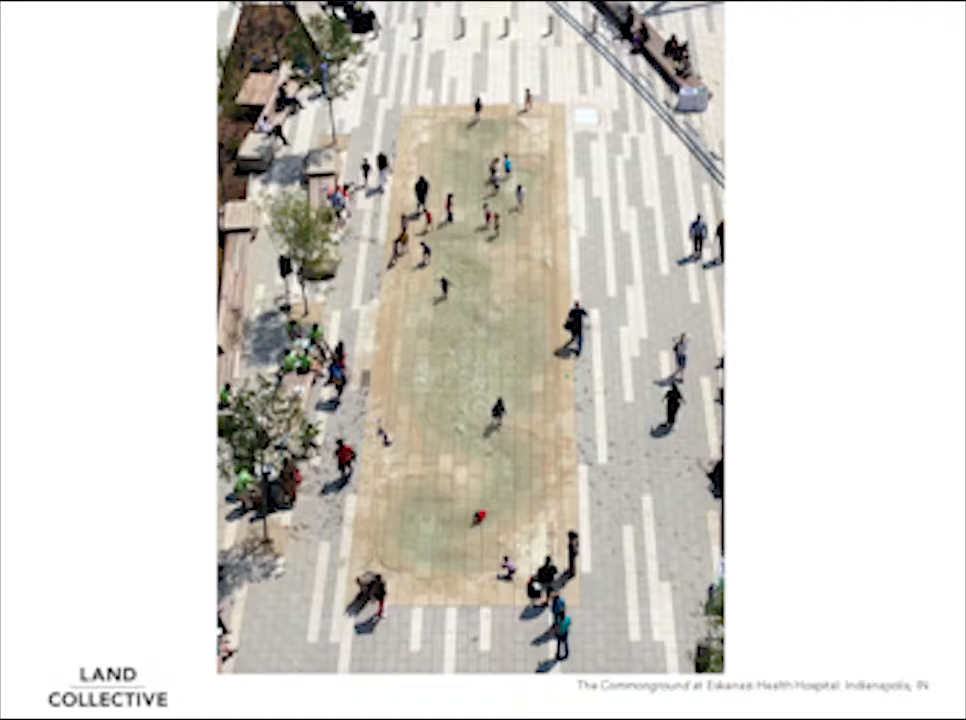 LAND
COLLECTIVE
The Commonground at Eskenazi Health Hospital: Indianapolis, IN